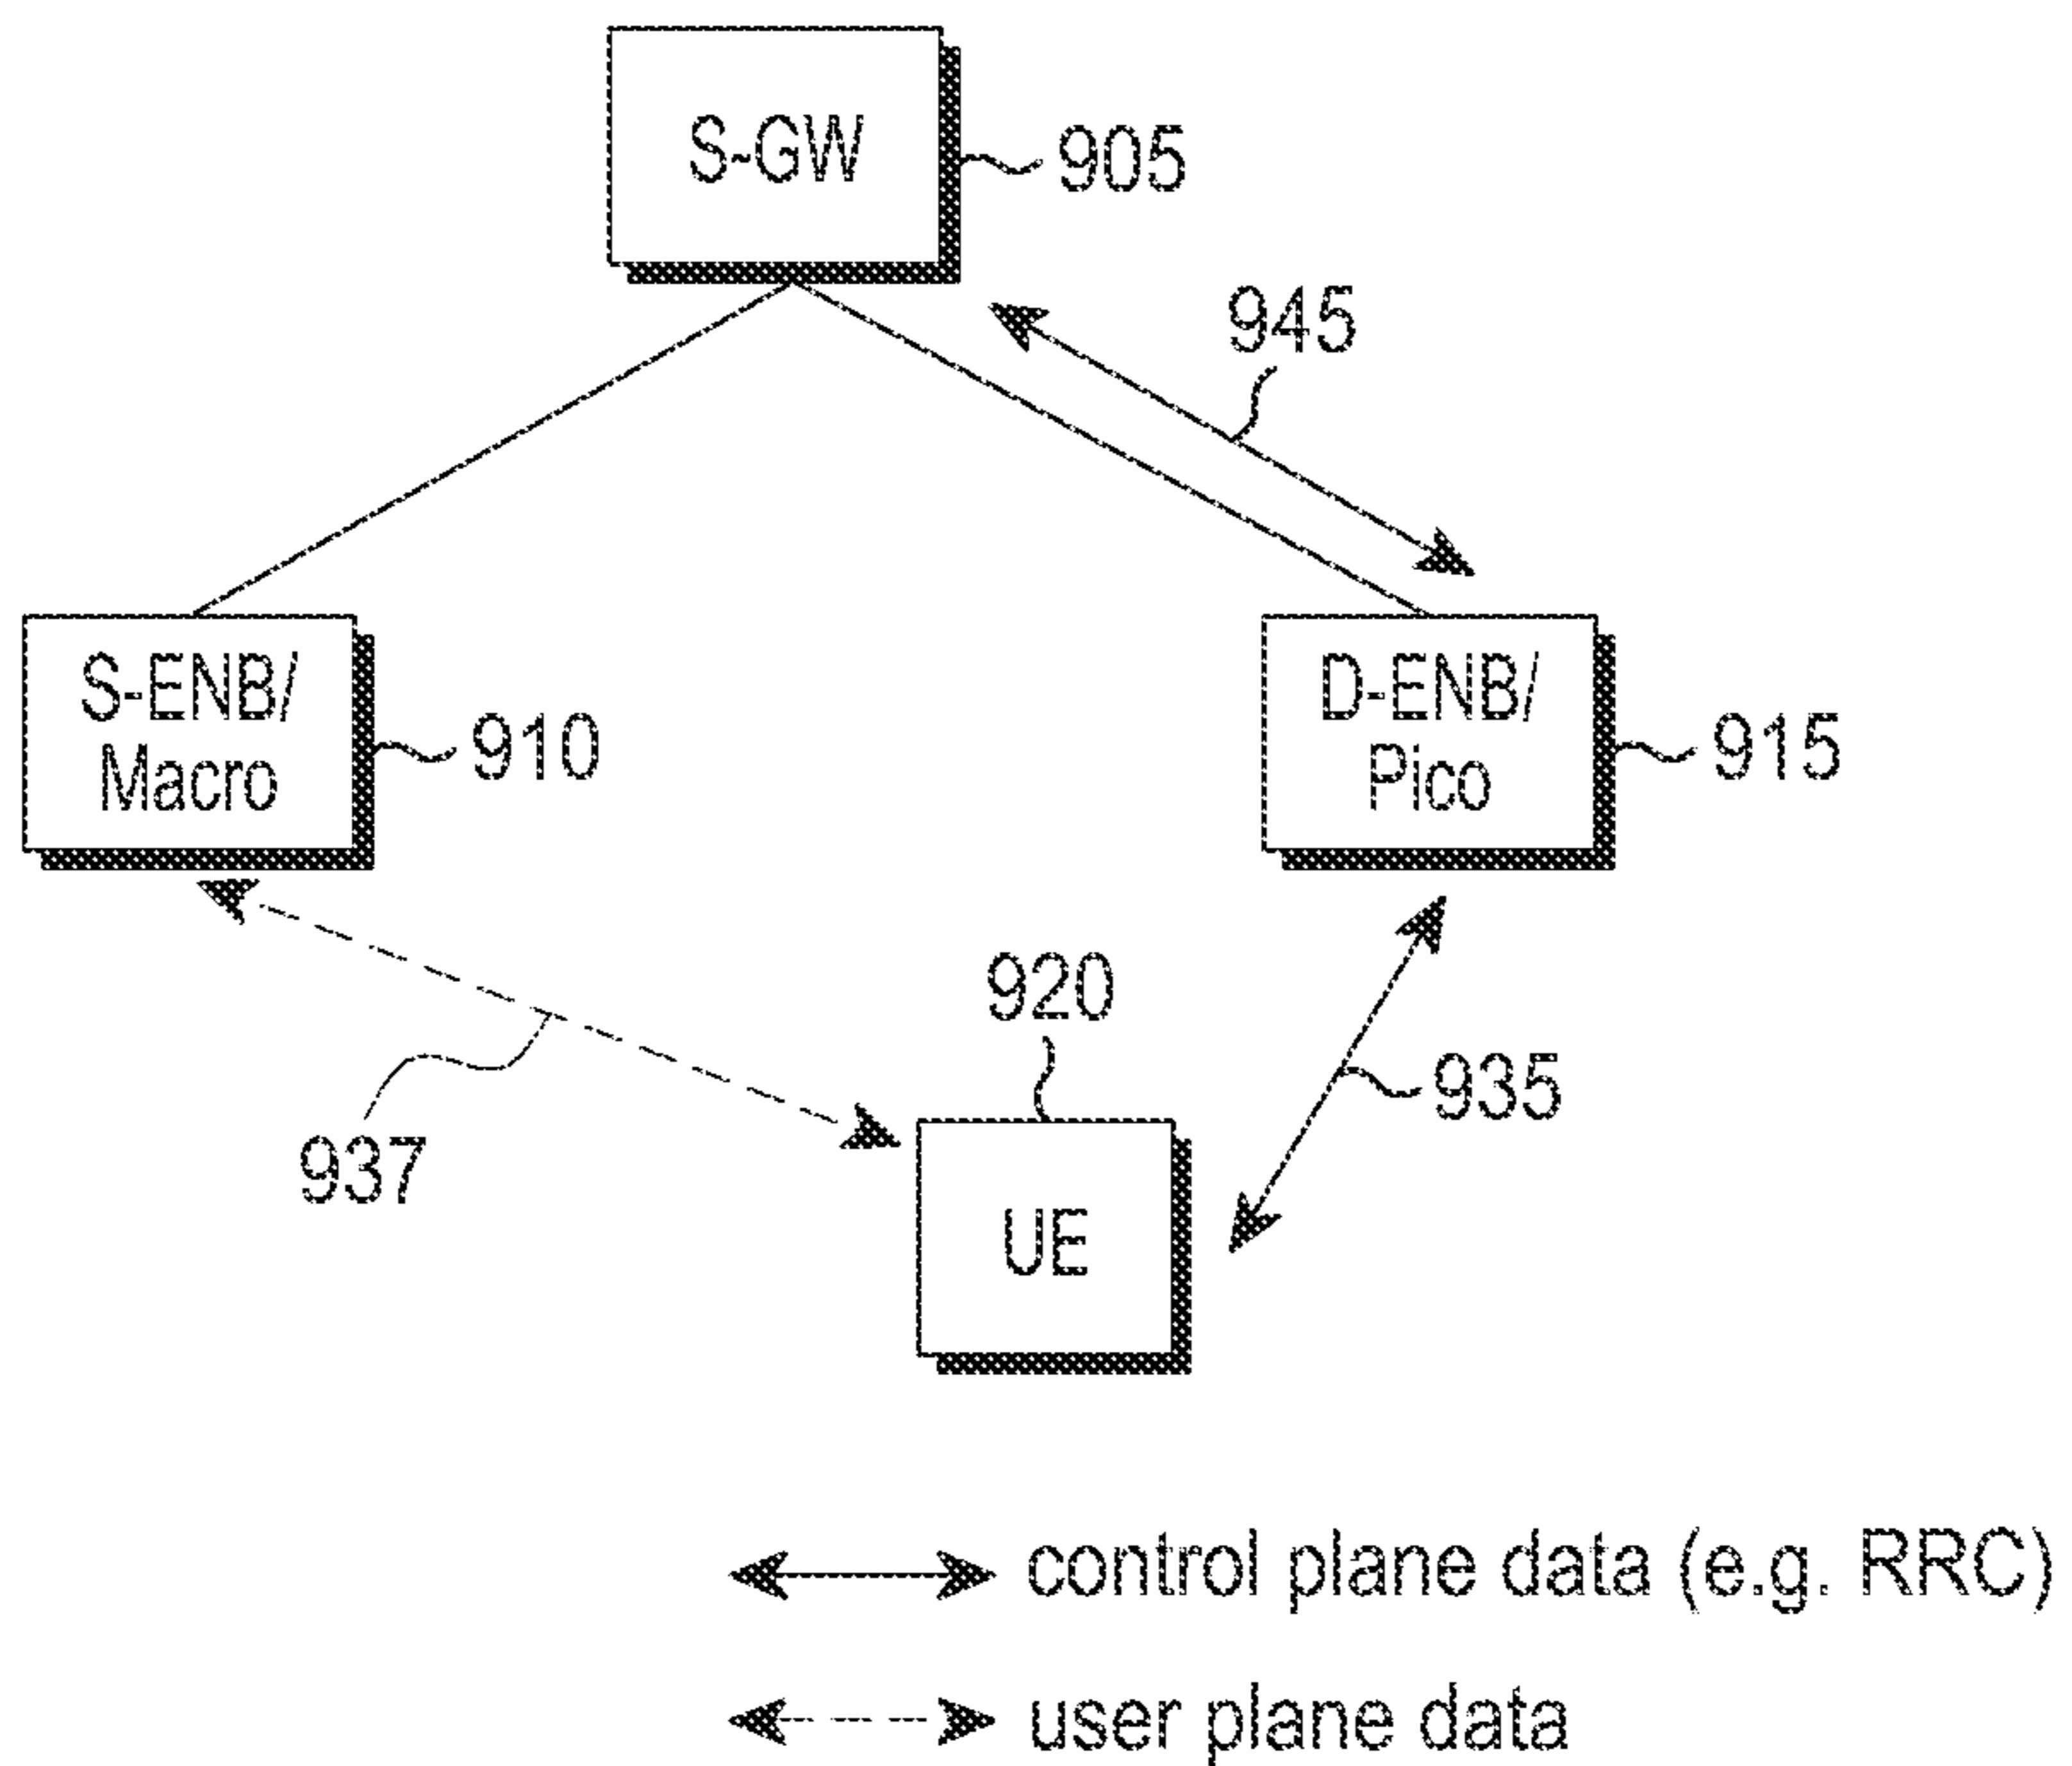 S-GW
905
945
S-ENB/
Macro
910
D-ENB/
Pico
915
920
935
937
UE
control plane data (e.g. RRC)
user plane data